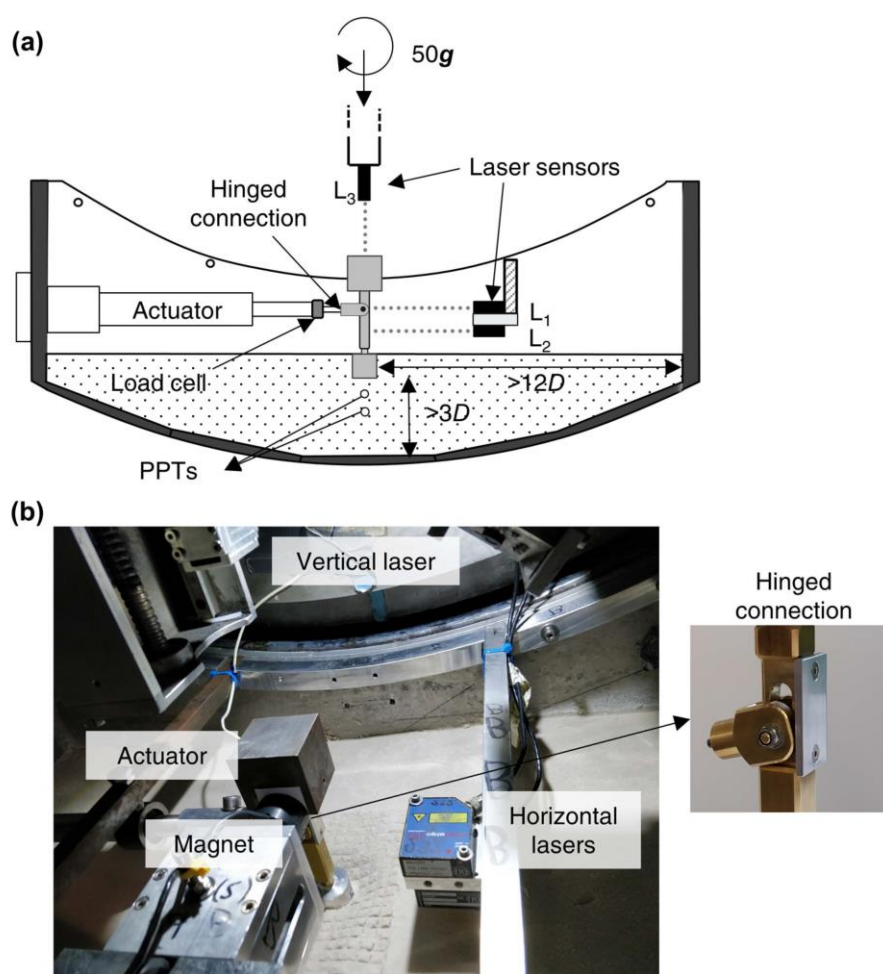 (a)
50g
Laser sensors
L3
Hinged
connection
Actuator
L1
L2
Load cell
>12D
>3D
PPTs
(b)
Vertical laser
Hinged
connection
Actuator
Magnet
Horizontal
lasers
B
B
B